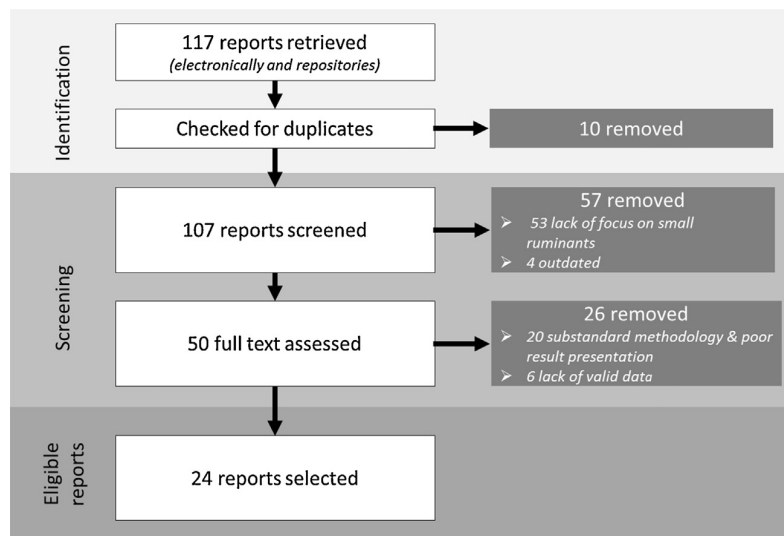 Identification
117 reports retrieved
(electronically and repositories)
Checked for duplicates
10 removed
Screening
107 reports screened
57 removed
➢ 53 lack of focus on small
ruminants
➢ 4 outdated
50 full text assessed
26 removed
➢ 20 substandard methodology & poor
result presentation
➢ 6 lack of valid data
Eligible
reports
24 reports selected